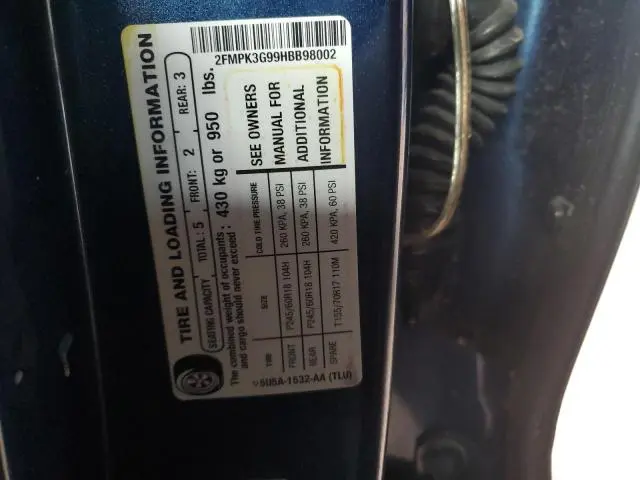 2FMPK3G99HBB98002
TIRE AND LOADING INFORMATION
SEATING CAPACITY TOTAL: 5 FRONT: 2 REAR: 3
The combined weight of occupants and cargo should never exceed: 430 kg or 950 lbs.
TIRE SIZE COLD TIRE PRESSURE
FRONT P245/60R18 104H 260 KPA, 38 PSI
REAR P245/60R18 104H 260 KPA, 38 PSI
SPARE T155/70R17 110M 420 KPA, 60 PSI
SEE OWNERS
MANUAL FOR
ADDITIONAL
INFORMATION
5U5A-1532-AA (TLU)